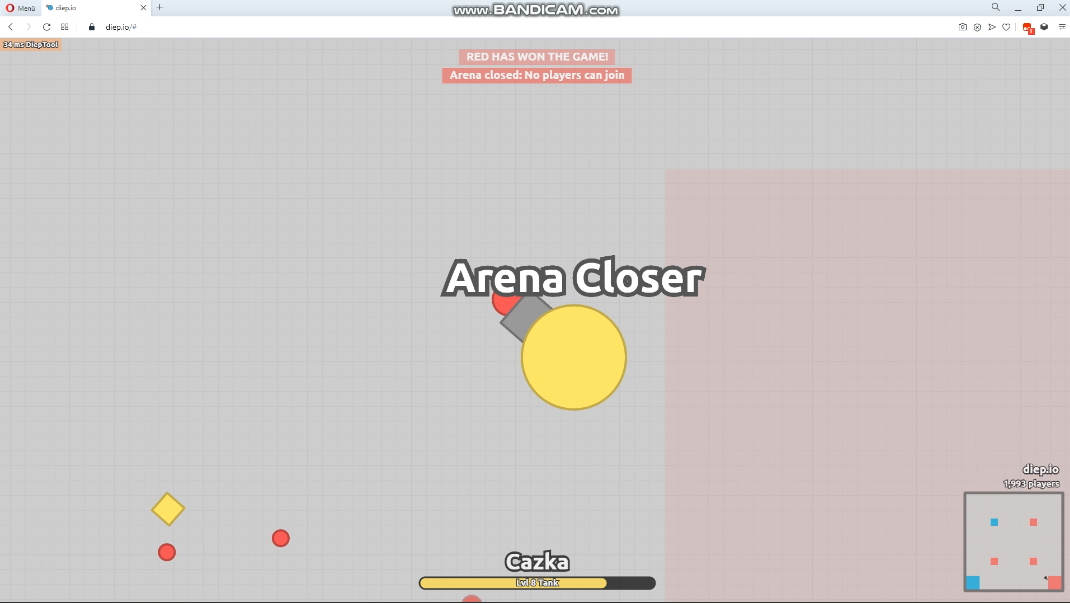 Menü
diep.io
www.BANDICAM.com
diep.io/#
34 ms DiepTool
RED HAS WON THE GAME!
Arena closed: No players can join
Arena Closer
diep.io
1,993 players
Cazka
Lvl 8 Tank